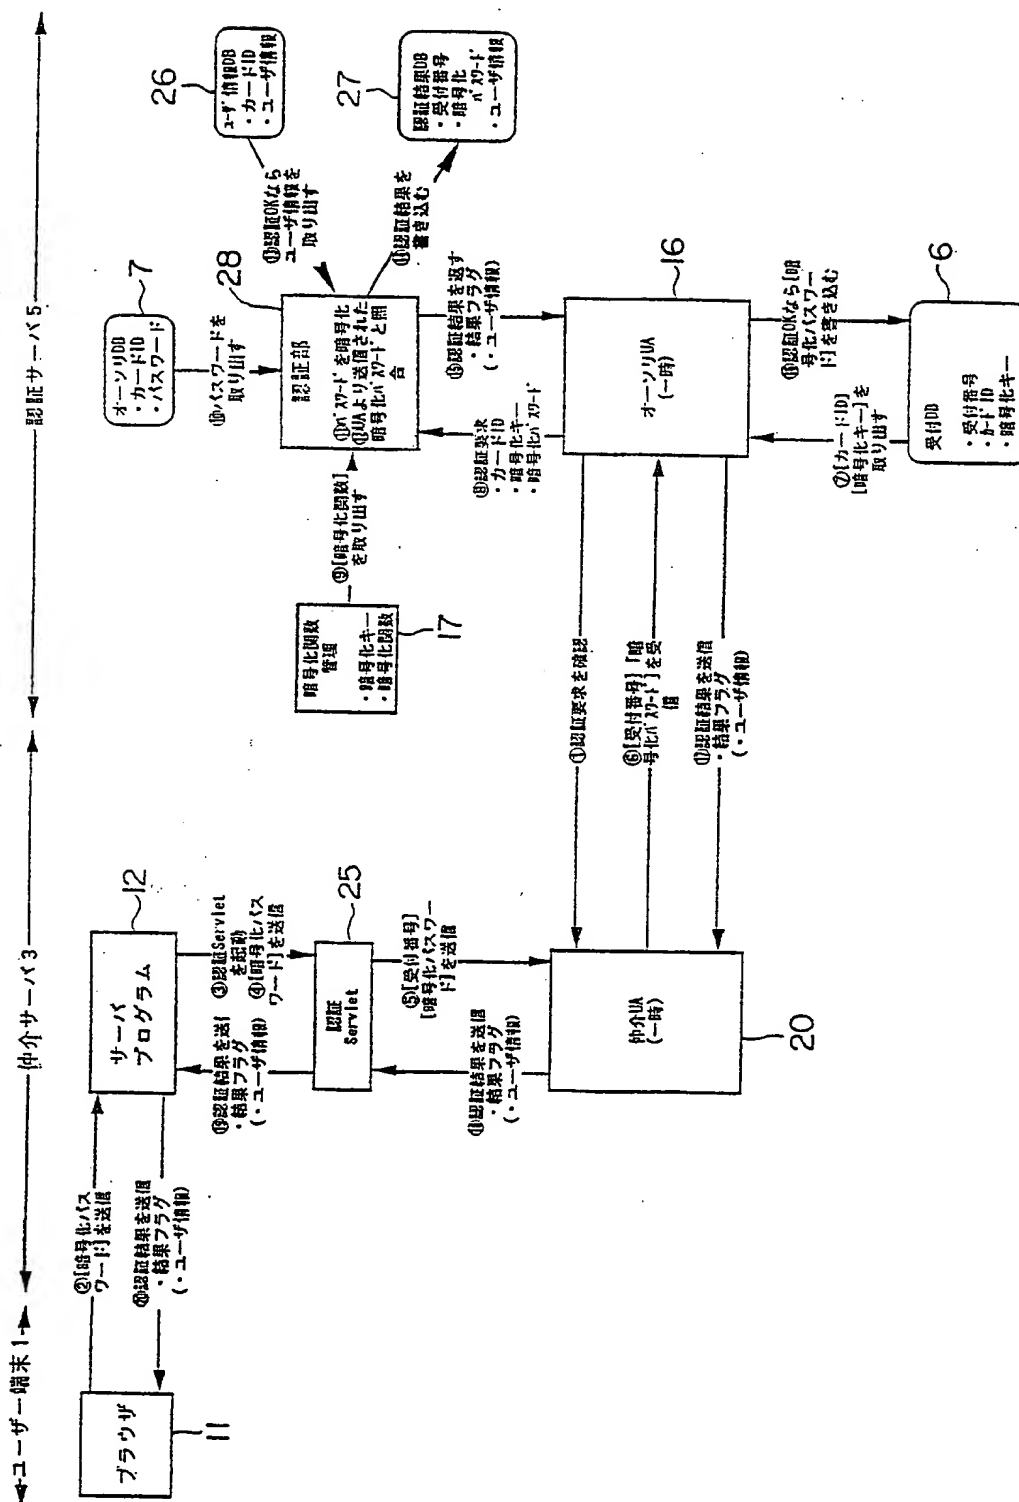 ユーザー端末1
仲介サーバ3
認証サーバ5
ブラウザ
11
②[暗号化パス
ワード]を送信
⑳認証結果を送信
・結果フラグ
(・ユーザ情報)
サーバ
プログラム
12
③認証Servlet
を起動
④[暗号化パス
ワード]を送信
⑲認証結果を送信
・結果フラグ
(・ユーザ情報)
認証
Servlet
25
⑤[受付番号]
[暗号化パスワー
ド]を送信
⑱認証結果を送信
・結果フラグ
(・ユーザ情報)
仲介UA
(一時)
20
①認証要求を確認
⑥[受付番号]「暗
号化パスワード]を受
信
⑰認証結果を送信
・結果フラグ
(・ユーザ情報)
暗号化関数
管理
・暗号化キー
・暗号化関数
17
⑨[暗号化関数]
を取り出す
オーソリDB
・カードID
・パスワード
7
⑩パスワードを
取り出す
ユーザ情報DB
・カードID
・ユーザ情報
26
⑬認証OKなら
ユーザ情報を
取り出す
認証結果DB
・受付番号
・暗号化
パスワード
・ユーザ情報
27
⑭認証結果を
書き込む
認証部
28
⑪パスワードを暗号化
⑫UAより送信された
暗号化パスワードと照
合
⑧認証要求
・カードID
・暗号化キー
・暗号化パスワード
⑮認証結果を返す
・結果フラグ
(・ユーザ情報)
オーソリUA
(一時)
16
⑦[カードID]
[暗号化キー]を
取り出す
⑯認証OKなら[暗
号化パスワー
ド]を書き込む
受付DB
・受付番号
・カードID
・暗号化キー
6